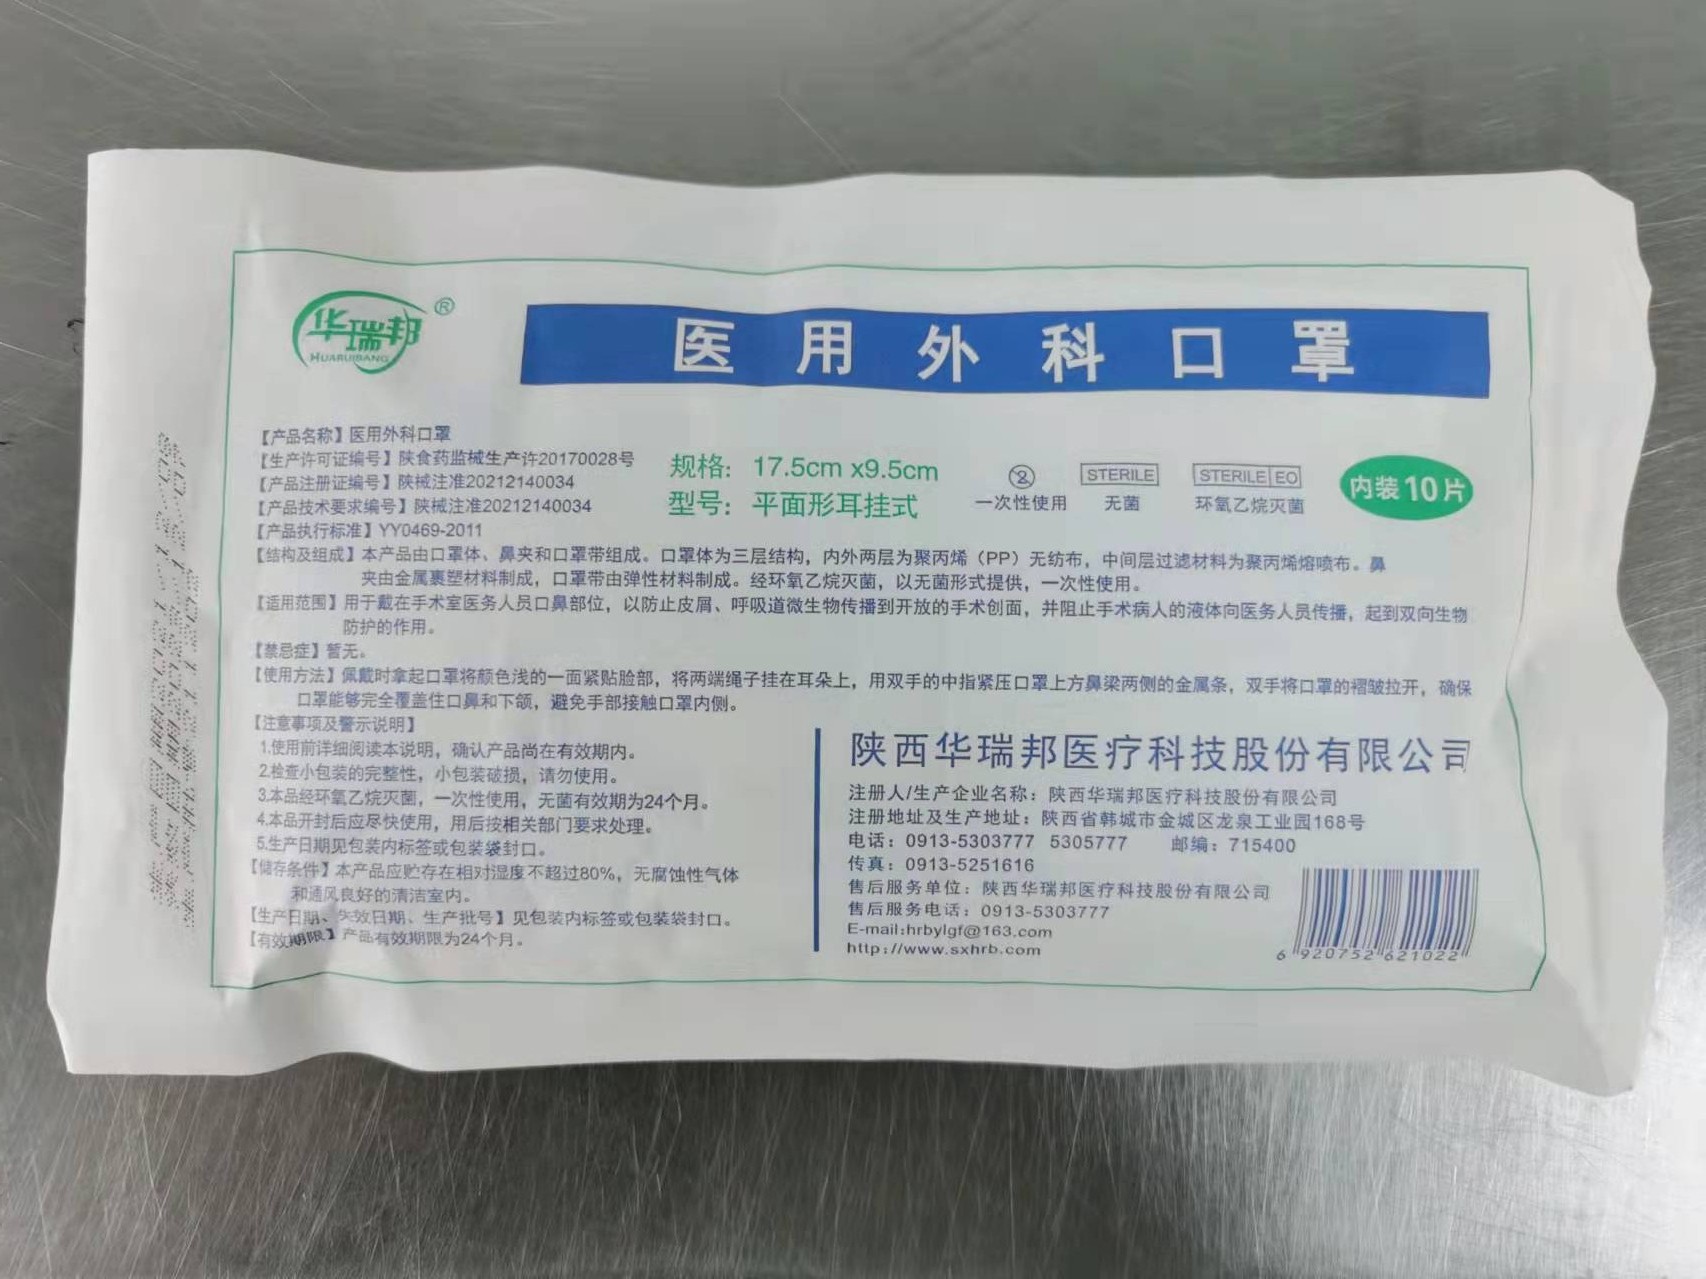 华瑞邦®
HUARUIBANG
医用外科口罩
【产品名称】医用外科口罩
【生产许可证编号】陕食药监械生产许20170028号
【产品注册证编号】陕械注准20212140034
【产品技术要求编号】陕械注准20212140034
【产品执行标准】YY0469-2011
规格：17.5cm x9.5cm
型号：平面形耳挂式
2
一次性使用
STERILE
无菌
STERILE EO
环氧乙烷灭菌
内装10片
【结构及组成】本产品由口罩体、鼻夹和口罩带组成。口罩体为三层结构，内外两层为聚丙烯（PP）无纺布，中间层过滤材料为聚丙烯熔喷布。鼻
夹由金属裹塑材料制成，口罩带由弹性材料制成。经环氧乙烷灭菌，以无菌形式提供，一次性使用。
【适用范围】用于戴在手术室医务人员口鼻部位，以防止皮屑、呼吸道微生物传播到开放的手术创面，并阻止手术病人的液体向医务人员传播，起到双向生物
防护的作用。
【禁忌症】暂无。
【使用方法】佩戴时拿起口罩将颜色浅的一面紧贴脸部，将两端绳子挂在耳朵上，用双手的中指紧压口罩上方鼻梁两侧的金属条，双手将口罩的褶皱拉开，确保
口罩能够完全覆盖住口鼻和下颌，避免手部接触口罩内侧。
【注意事项及警示说明】
1.使用前详细阅读本说明，确认产品尚在有效期内。
2.检查小包装的完整性，小包装破损，请勿使用。
3.本品经环氧乙烷灭菌，一次性使用，无菌有效期为24个月。
4.本品开封后应尽快使用，用后按相关部门要求处理。
5.生产日期见包装内标签或包装袋封口。
【储存条件】本产品应贮存在相对湿度不超过80%，无腐蚀性气体
和通风良好的清洁室内。
【生产日期、失效日期、生产批号】见包装内标签或包装袋封口。
【有效期限】产品有效期限为24个月。
陕西华瑞邦医疗科技股份有限公司
注册人/生产企业名称：陕西华瑞邦医疗科技股份有限公司
注册地址及生产地址：陕西省韩城市金城区龙泉工业园168号
电话：0913-5303777 5305777 邮编：715400
传真：0913-5251616
售后服务单位：陕西华瑞邦医疗科技股份有限公司
售后服务电话：0913-5303777
E-mail:hrbylgf@163.com
http://www.sxhrb.com
6 920752 621022